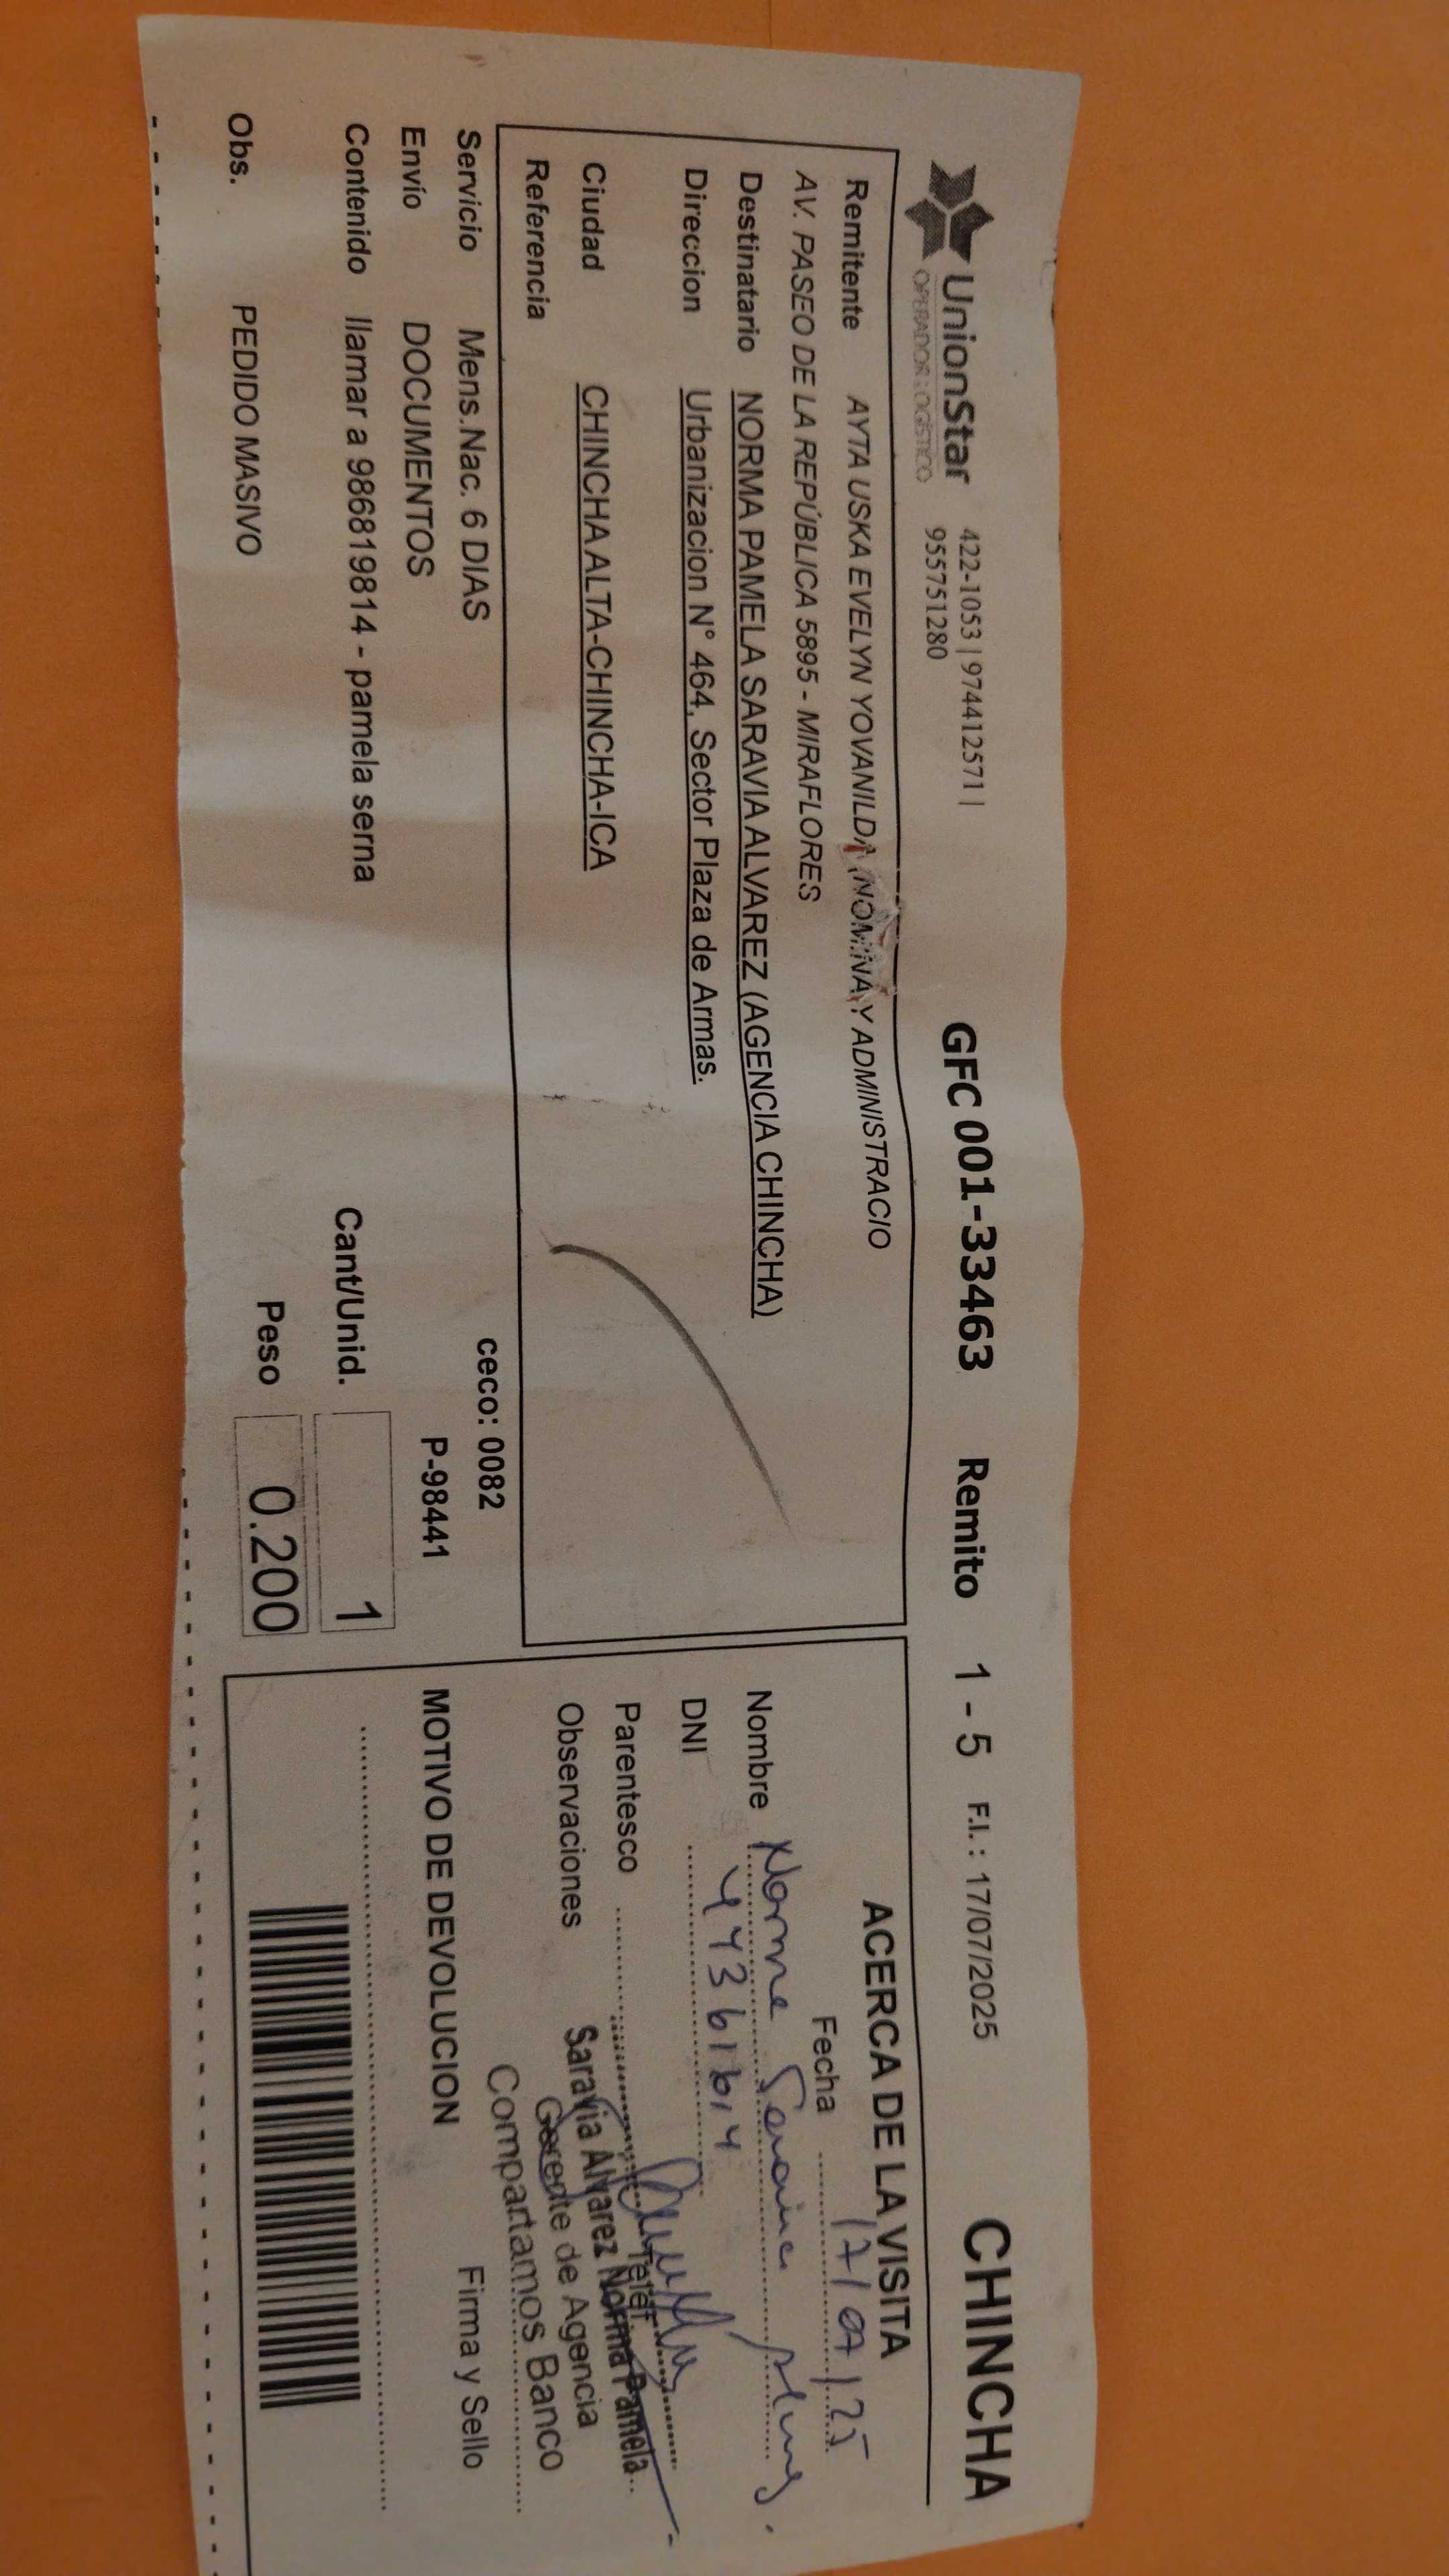 UnionStar 422-1053 | 974412571 | GFC 001-33463 Remito 1 - 5 F.I. : 17/07/2025 CHINCHA
OPERADOR LOGÍSTICO 955751280
Remitente AYTA USKA EVELYN YOVANILDA (NOMINA Y ADMINISTRACIO
AV. PASEO DE LA REPÚBLICA 5895 - MIRAFLORES
Destinatario NORMA PAMELA SARAVIA ALVAREZ (AGENCIA CHINCHA)
Direccion Urbanizacion N° 464, Sector Plaza de Armas.
Ciudad CHINCHA ALTA-CHINCHA-ICA
Referencia
Servicio Mens.Nac. 6 DIAS ceco: 0082
Envío DOCUMENTOS P-98441
Contenido llamar a 986819814 - pamela serna Cant/Unid. 1
Obs. PEDIDO MASIVO Peso 0.200
ACERCA DE LA VISITA
Fecha 17/07/25
Nombre Norma Saravia
DNI 44361614
Parentesco Telef.
Observaciones Saravia Alvarez Norma Pamela
Gerente de Agencia
Compartamos Banco
MOTIVO DE DEVOLUCION Firma y Sello